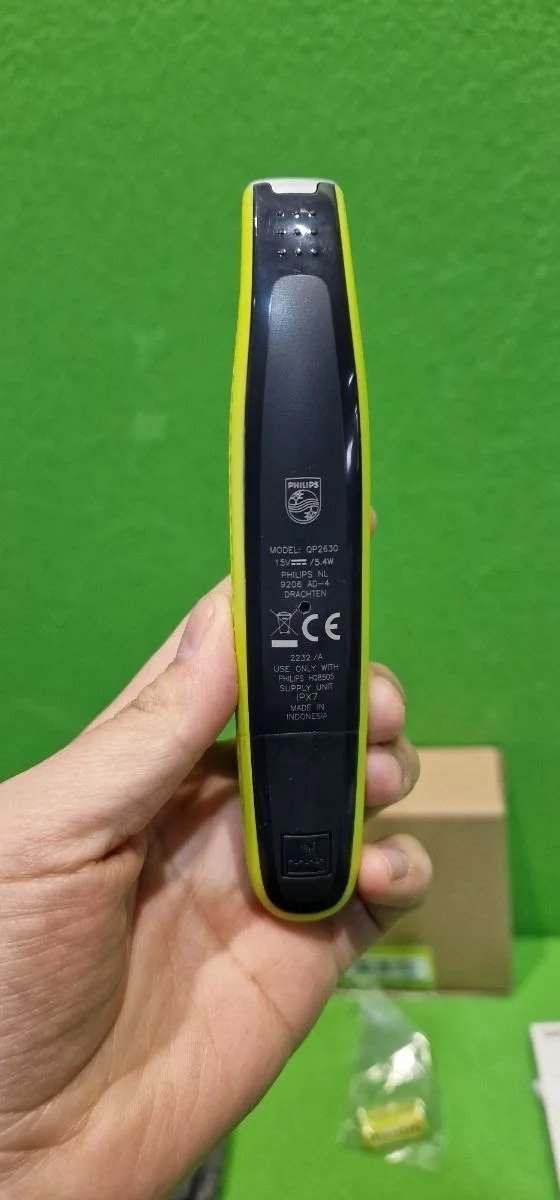 PHILIPS
MODEL: QP2630
15V⎓/5.4W
PHILIPS NL
9206 AD-4
DRACHTEN
CE
2232/A
USE ONLY WITH
PHILIPS HQ8505
SUPPLY UNIT
IPX7
MADE IN
INDONESIA